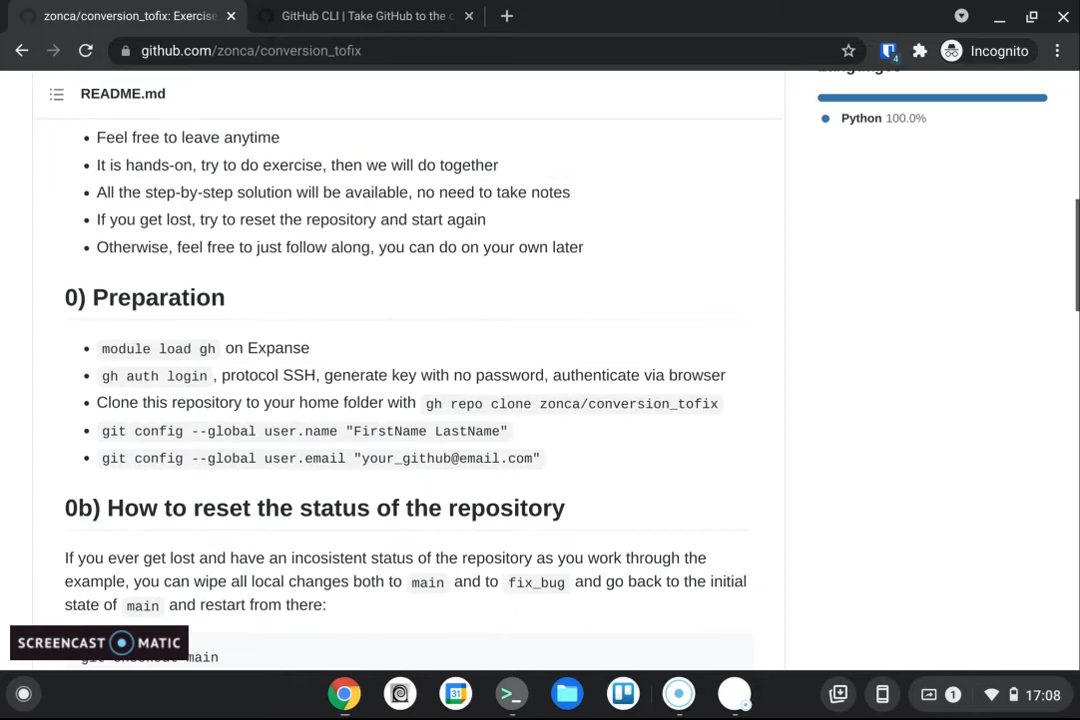 zonca/conversion_tofix: Exercise
GitHub CLI | Take GitHub to the c
github.com/zonca/conversion_tofix
4
Incognito
README.md
Languages
Python 100.0%
Feel free to leave anytime
It is hands-on, try to do exercise, then we will do together
All the step-by-step solution will be available, no need to take notes
If you get lost, try to reset the repository and start again
Otherwise, feel free to just follow along, you can do on your own later
0) Preparation
module load gh on Expanse
gh auth login , protocol SSH, generate key with no password, authenticate via browser
Clone this repository to your home folder with gh repo clone zonca/conversion_tofix
git config --global user.name "FirstName LastName"
git config --global user.email "your_github@email.com"
0b) How to reset the status of the repository
If you ever get lost and have an incosistent status of the repository as you work through the
example, you can wipe all local changes both to main and to fix_bug and go back to the initial
state of main and restart from there:
SCREENCAST MATIC
git checkout main
31
1
17:08